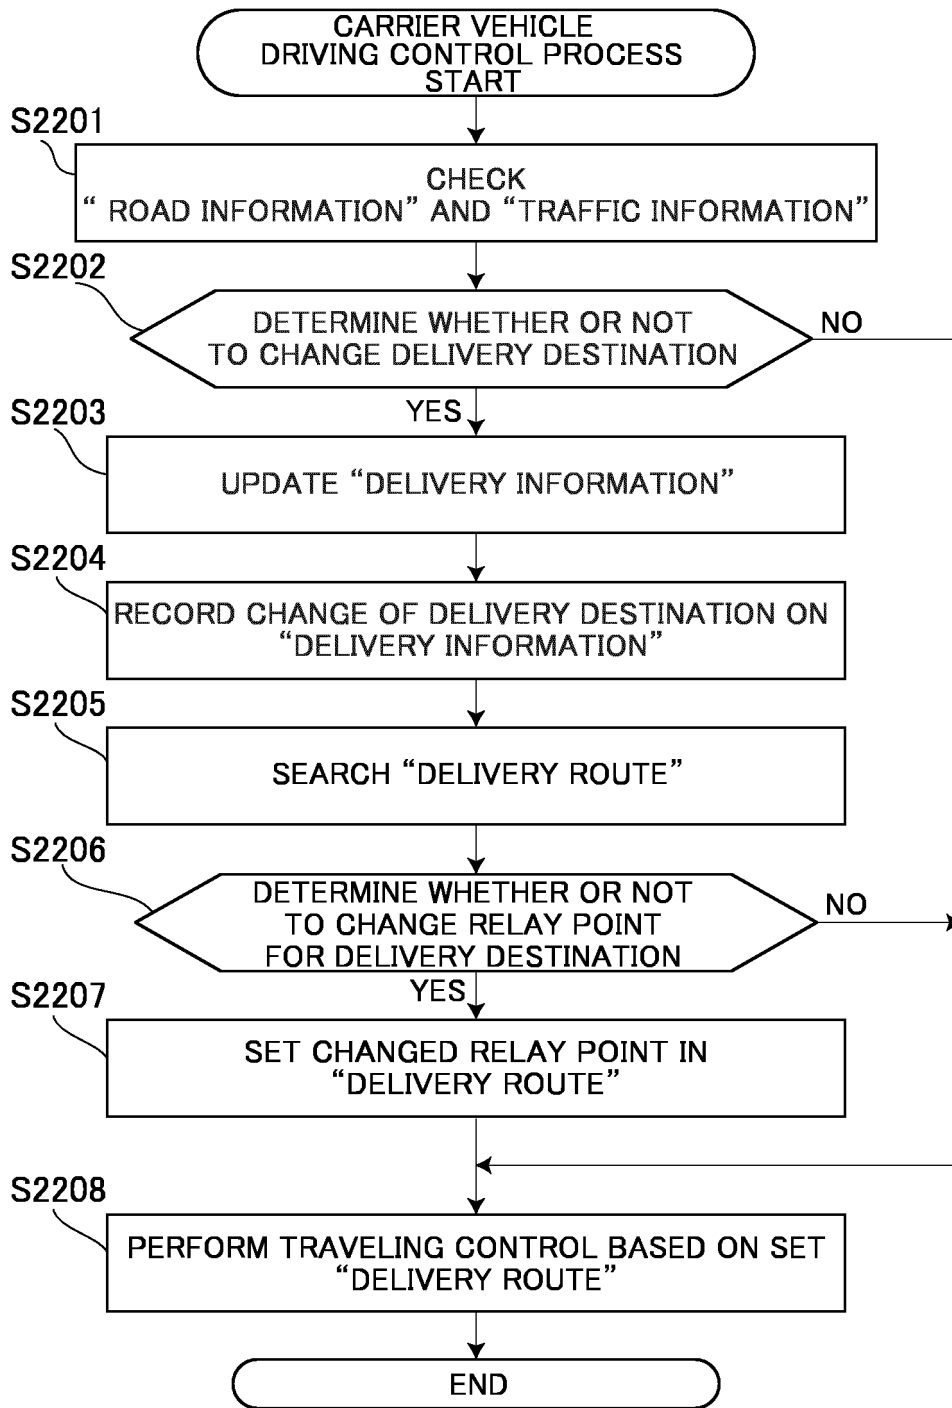 CARRIER VEHICLE
DRIVING CONTROL PROCESS
START
S2201
CHECK
“ ROAD INFORMATION” AND “TRAFFIC INFORMATION”
S2202
DETERMINE WHETHER OR NOT
TO CHANGE DELIVERY DESTINATION
NO
YES
S2203
UPDATE “DELIVERY INFORMATION”
S2204
RECORD CHANGE OF DELIVERY DESTINATION ON
“DELIVERY INFORMATION”
S2205
SEARCH “DELIVERY ROUTE”
S2206
DETERMINE WHETHER OR NOT
TO CHANGE RELAY POINT
FOR DELIVERY DESTINATION
NO
YES
S2207
SET CHANGED RELAY POINT IN
“DELIVERY ROUTE”
S2208
PERFORM TRAVELING CONTROL BASED ON SET
“DELIVERY ROUTE”
END